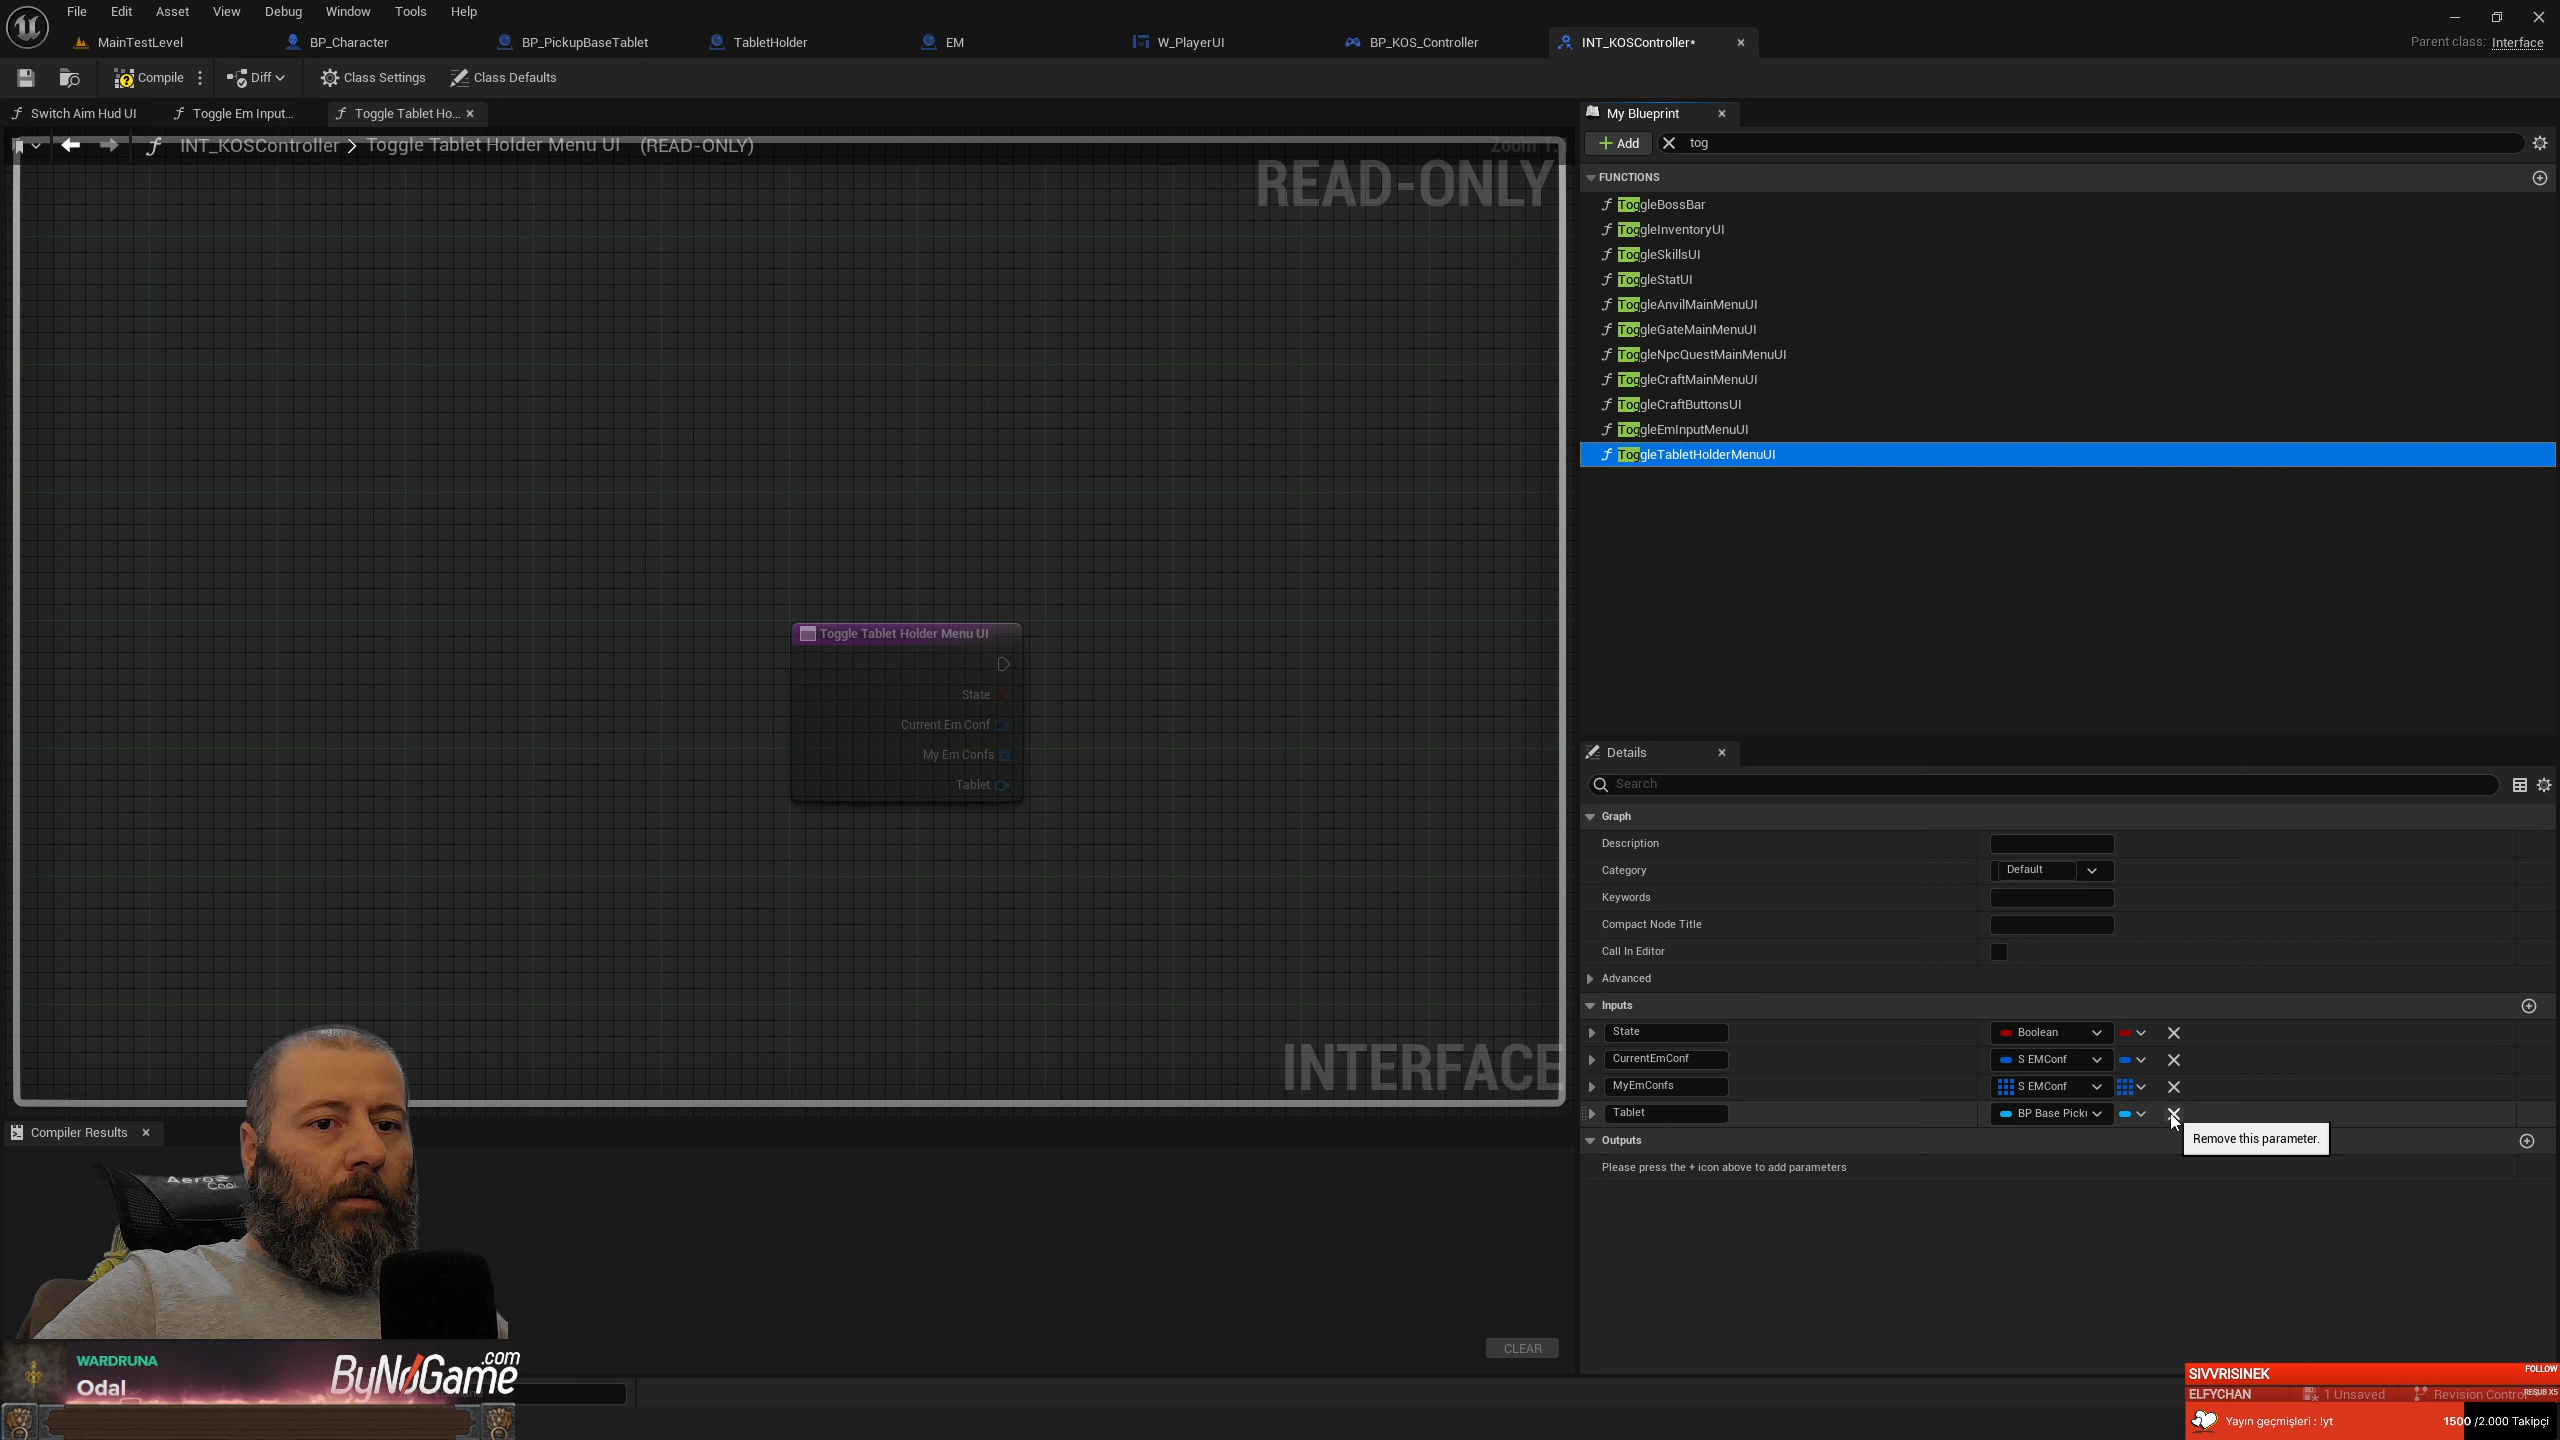 File Edit Asset View Debug Window Tools Help
MainTestLevel BP_Character BP_PickupBaseTablet TabletHolder EM W_PlayerUI BP_KOS_Controller INT_KOSController* Parent class: Interface
Compile Diff Class Settings Class Defaults
Switch Aim Hud UI Toggle Em Input... Toggle Tablet Ho...
INT_KOSController > Toggle Tablet Holder Menu UI (READ-ONLY)
READ-ONLY
Toggle Tablet Holder Menu UI
State
Current Em Conf
My Em Confs
Tablet
INTERFACE
My Blueprint
Add tog
FUNCTIONS
ToggleBossBar
ToggleInventoryUI
ToggleSkillsUI
ToggleStatUI
ToggleAnvilMainMenuUI
ToggleGateMainMenuUI
ToggleNpcQuestMainMenuUI
ToggleCraftMainMenuUI
ToggleCraftButtonsUI
ToggleEmInputMenuUI
ToggleTabletHolderMenuUI
Details
Search
Graph
Description
Category Default
Keywords
Compact Node Title
Call In Editor
Advanced
Inputs
State Boolean
CurrentEmConf S EMConf
MyEmConfs S EMConf
Tablet BP Base Pick
Remove this parameter.
Outputs
Please press the + icon above to add parameters
Compiler Results
CLEAR
WARDRUNA
Odal
ByNoGame.com
SIVVRISINEK FOLLOW
ELFYCHAN 1 Unsaved Revision Contro RESUB X5
Yayın geçmişleri : !yt 1500 /2.000 Takipçi